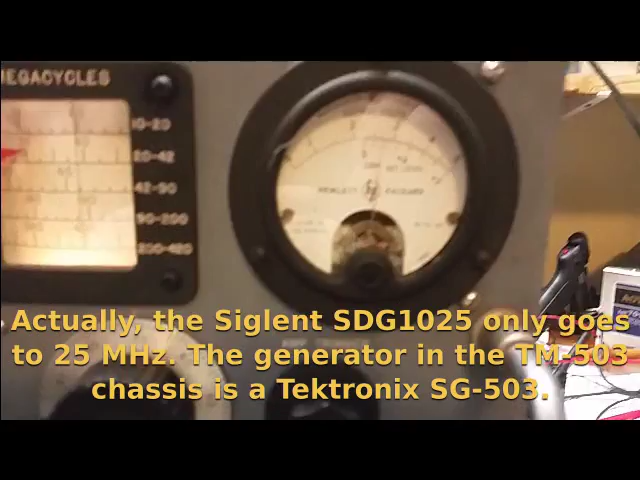 MEGACYCLES
10-20
20-42
42-90
90-200
200-420
HEWLETT PACKARD
Actually, the Siglent SDG1025 only goes
to 25 MHz. The generator in the TM-503
chassis is a Tektronix SG-503.